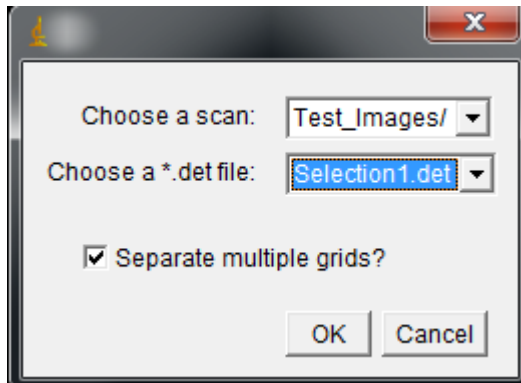 Choose a scan: Test_Images/
Choose a *.det file: Selection1.det
Separate multiple grids?
OK Cancel